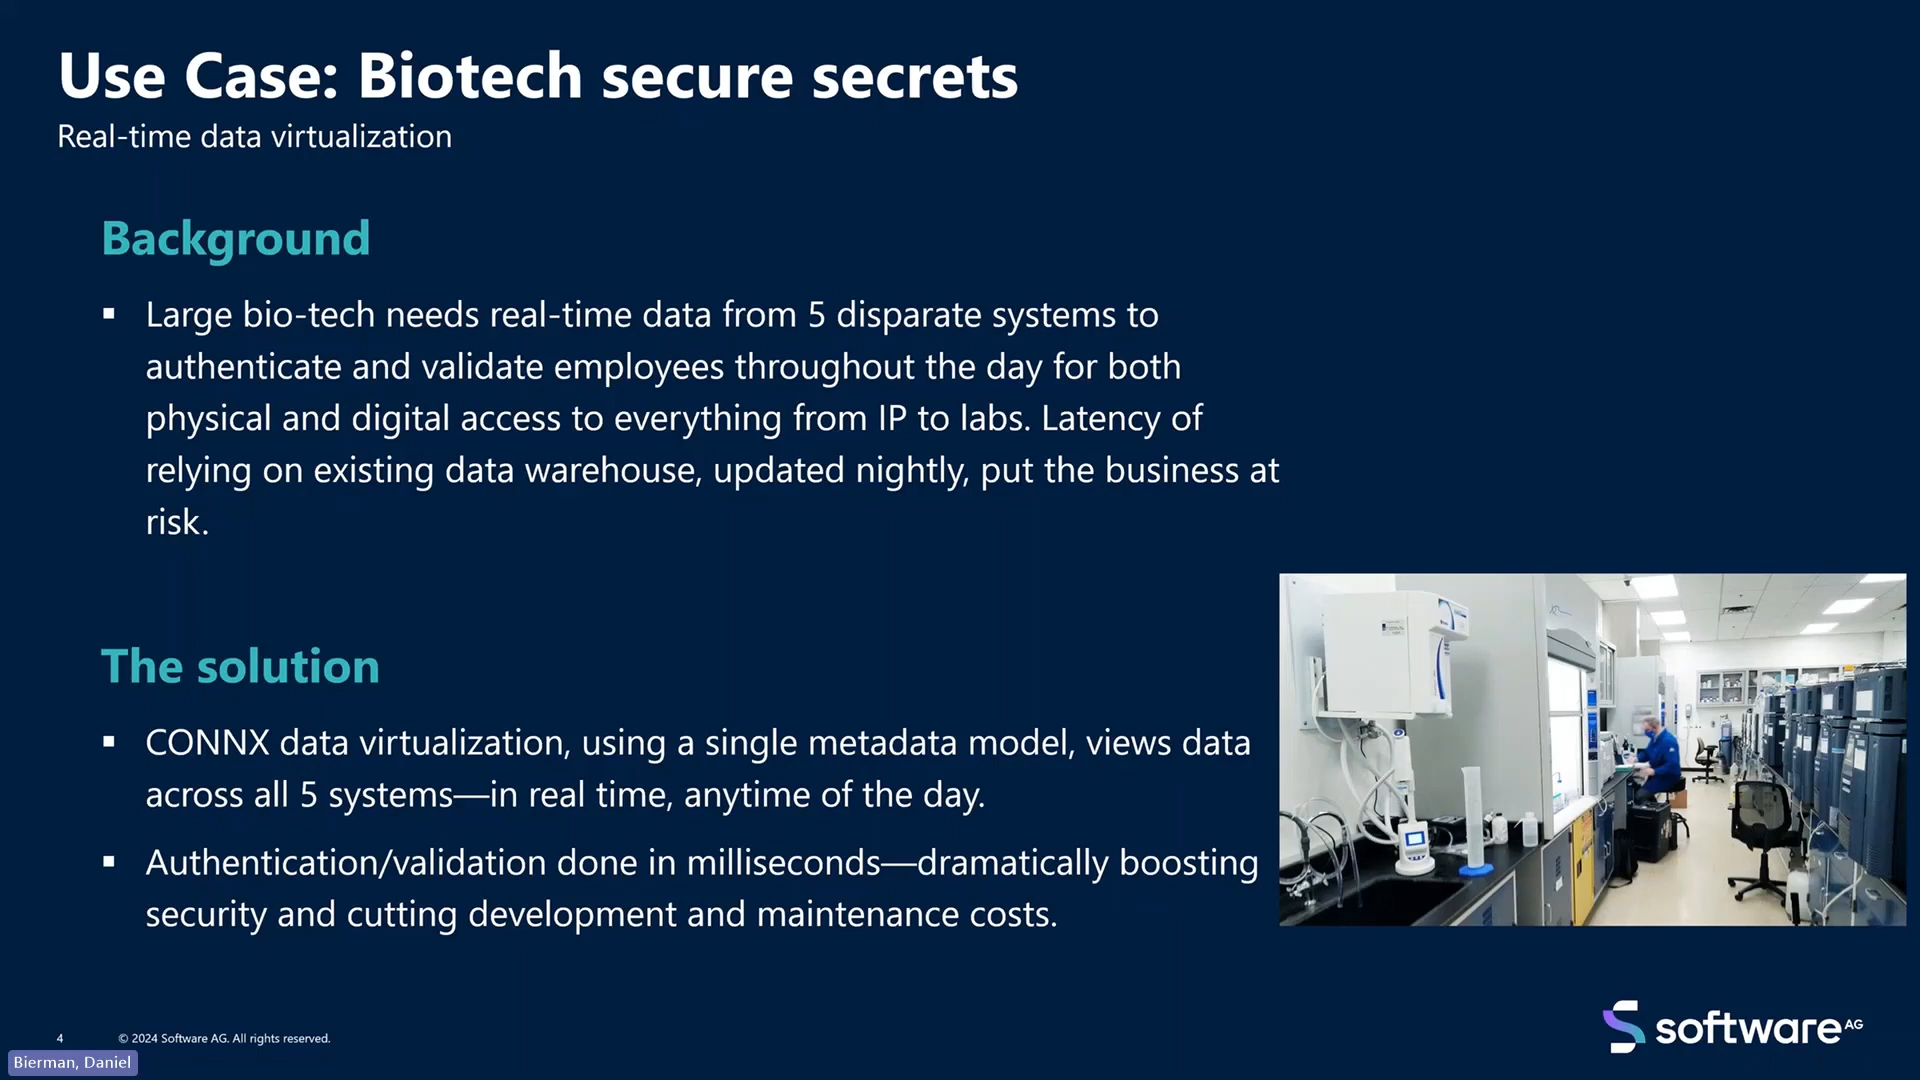 Use Case: Biotech secure secrets
Real-time data virtualization
Background
▪ Large bio-tech needs real-time data from 5 disparate systems to
authenticate and validate employees throughout the day for both
physical and digital access to everything from IP to labs. Latency of
relying on existing data warehouse, updated nightly, put the business at
risk.
The solution
▪ CONNX data virtualization, using a single metadata model, views data
across all 5 systems—in real time, anytime of the day.
▪ Authentication/validation done in milliseconds—dramatically boosting
security and cutting development and maintenance costs.
4 © 2024 Software AG. All rights reserved.
software AG
Bierman, Daniel